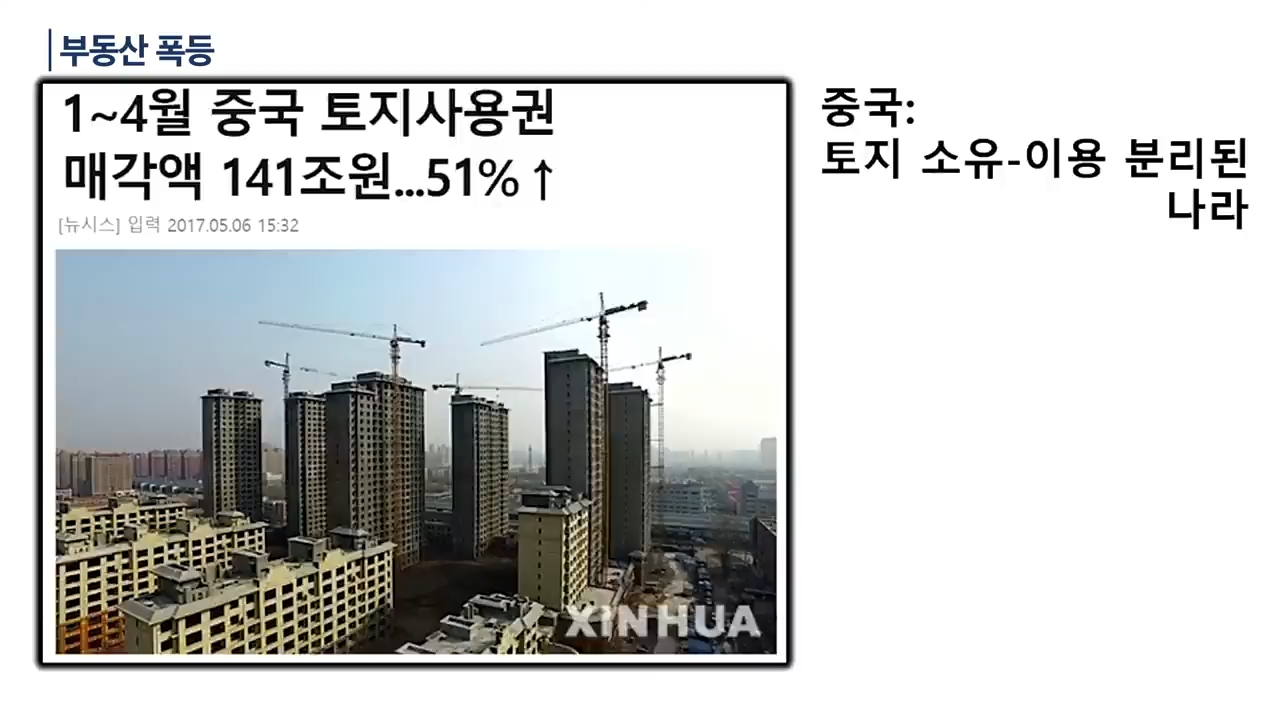 부동산 폭등
1~4월 중국 토지사용권
매각액 141조원...51%↑
[뉴시스] 입력 2017.05.06 15:32
XINHUA
중국:
토지 소유-이용 분리된
나라